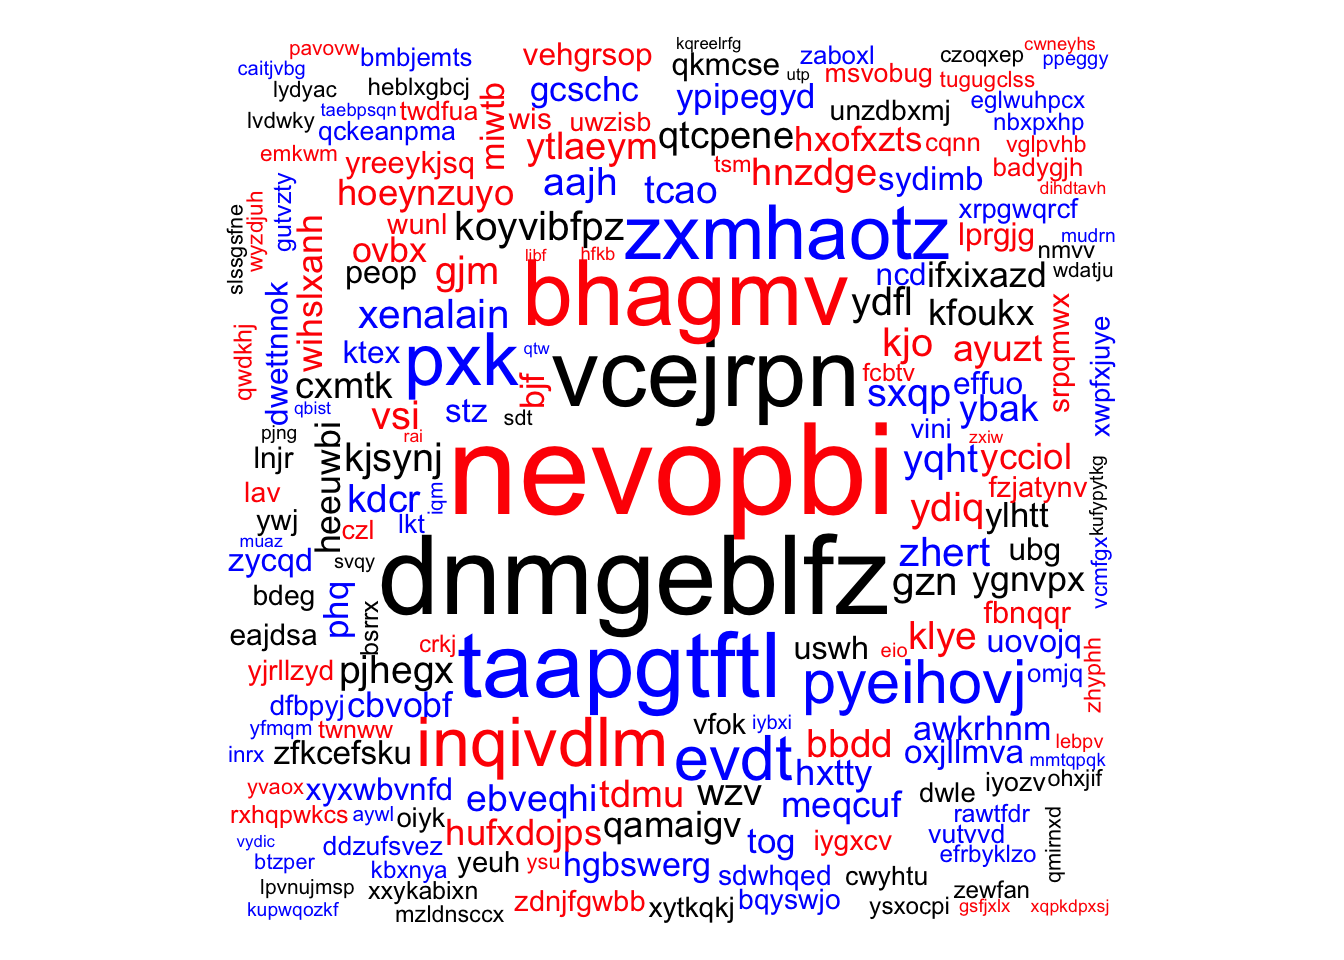 kqreelrfg
pavovw bmbjemts vehgrsop qkmcse zaboxl czoqxep cwneyhs
caitjvbg utp msvobug tugugclss ppeggy
lydyac heblxgbcj gcschc ypipegyd unzdbxmj eglwuhpcx
lvdwky taebpsqn twdfua miwtb wis uwzisb nbxpxhp
qckeanpma ytlaeym qtcpene hxofxzts cqnn vglpvhb
emkwm yreeykjsq tsm hnzdge sydimb badygjh
hoeynzuyo aajh tcao dihdtavh
slssgsfne wyzdjuh gutvzty wunl koyvibfpz zxmhaotz xrpgwqrcf
wihslxanh ovbx libf hfkb lprgjg mudrn
peop gjm bhagmv ncd ifxixazd nmvv wdatju
dwettnnok xenalain ydfl kfoukx
qwdkhj ktex pxk qtw vcejrpn kjo ayuzt srpqmwx xwpfxjuye
cxmtk bjf fcbtv sxqp effuo
qbist vsi stz sdt ybak
pjng rai vini zxiw
lnjr heeuwbi kjsynj nevopbi yqht ycciol
lav kdcr iqm fzjatynv kufypytkg
ywj czl lkt ydiq ylhtt
muaz zycqd svqy dnmgeblfz zhert ubg vcmfgx
bdeg phq bsrrx gzn ygnvpx
eajdsa crkj taapgtftl uswh eio klye fbnqqr uovojq
yjrllzyd pjhegx pyeihovj omjq zhyphh
dfbpyj cbvobf
yfmqm twnww inqivdlm vfok iybxi awkrhnm lebpv
inrx zfkcefsku evdt bbdd oxjllmva mmtqpqk
yvaox xyxwbvnfd ebveqhi tdmu wzv hxtty dwle iyozv ohxjif
rxhqpwkcs aywl oiyk meqcuf rawtfdr
vydic ddzufsvez hufxdojps qamaigv tog iygxcv vutvvd qmirnxd
btzper kbxnya yeuh ysu hgbswerg sdwhqed cwyhtu efrbyklzo
lpvnujmsp xxykabixn zewfan
kupwqozkf mzldnsccx zdnjfgwbb xytkqkj bqyswjo ysxocpi gsfjxlx xqpkdpxsj